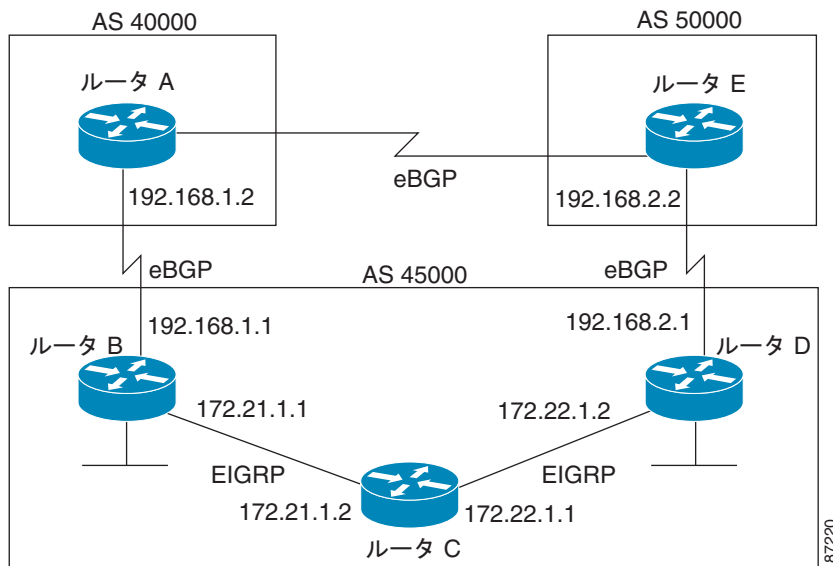 AS 40000
AS 50000
ルータ A
ルータ E
eBGP
192.168.1.2
192.168.2.2
eBGP
AS 45000
eBGP
192.168.1.1
192.168.2.1
ルータ B
ルータ D
172.21.1.1
172.22.1.2
EIGRP
EIGRP
172.21.1.2
172.22.1.1
ルータ C
87220